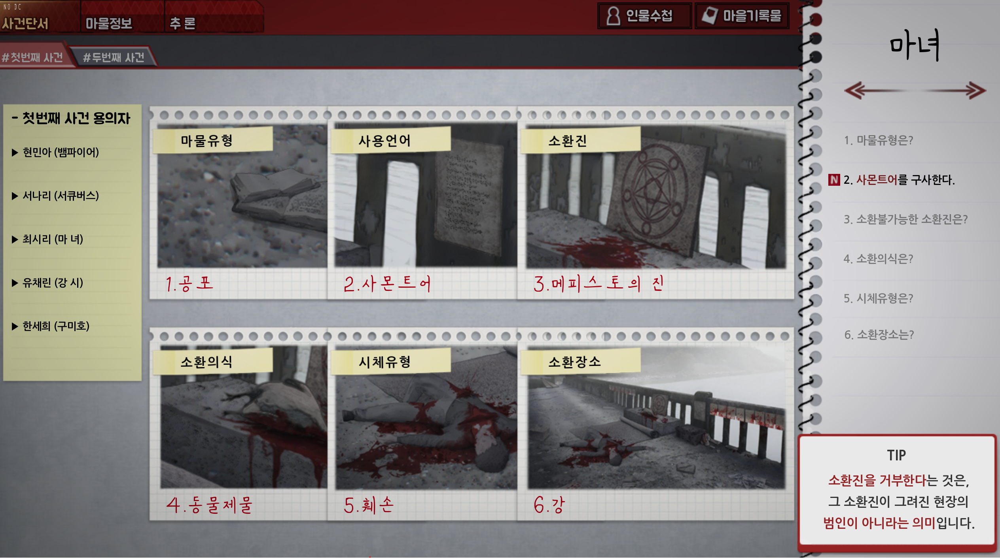 NO DC
사건단서
마물정보
추 론
인물수첩
마을기록물
#첫번째 사건
#두번째 사건
- 첫번째 사건 용의자
▶ 현민아 (뱀파이어)
▶ 서나리 (서큐버스)
▶ 최시리 (마 녀)
▶ 유채린 (강 시)
▶ 한세희 (구미호)
마물유형
1.공포
사용언어
2.사몬트어
소환진
3.메피스토의 진
소환의식
4.동물제물
시체유형
5.훼손
소환장소
6.강
마녀
1. 마물유형은?
N 2. 사몬트어를 구사한다.
3. 소환불가능한 소환진은?
4. 소환의식은?
5. 시체유형은?
6. 소환장소는?
TIP
소환진을 거부한다는 것은,
그 소환진이 그려진 현장의
범인이 아니라는 의미입니다.